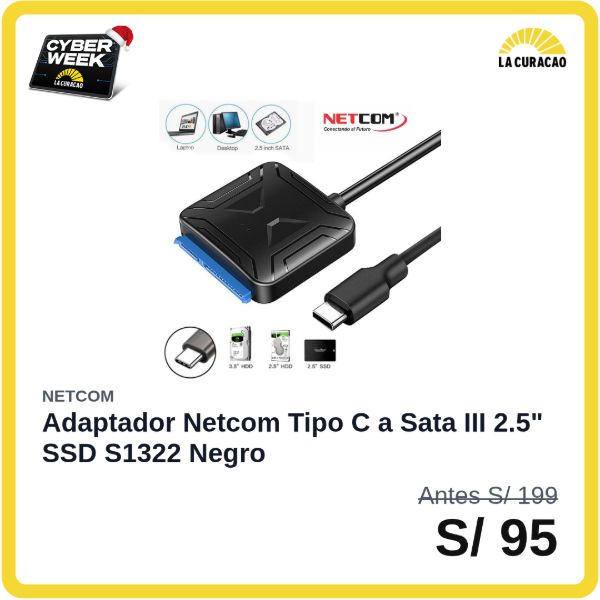 CYBER
WEEK
LA CURACAO
LA CURACAO
Laptop
Desktop
2.5 inch SATA
NETCOM®
Conectando el Futuro
3.5" HDD
2.5" HDD
2.5" SSD
NETCOM
Adaptador Netcom Tipo C a Sata III 2.5"
SSD S1322 Negro
Antes S/ 199
S/ 95